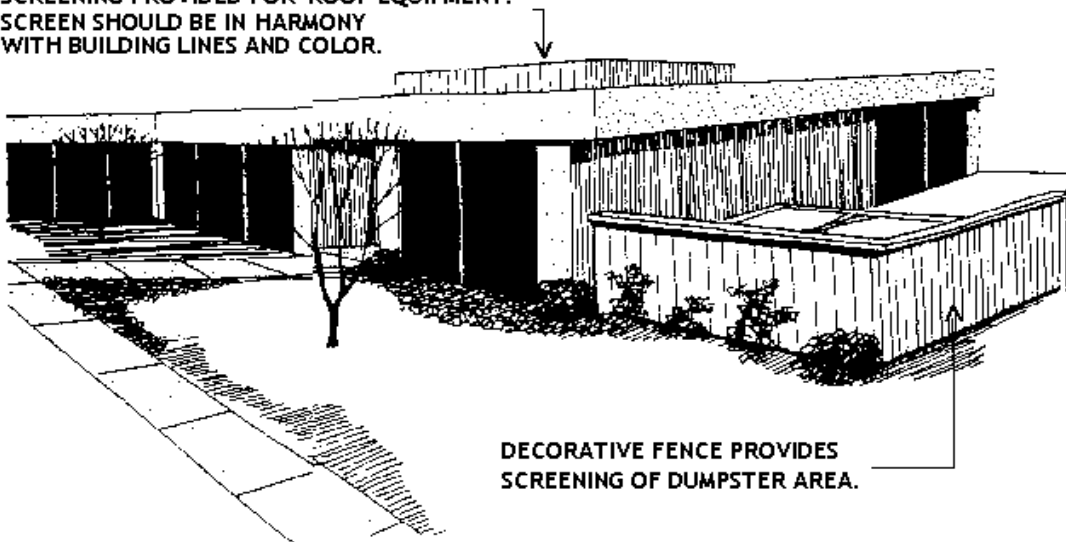 SCREENING PROVIDED FOR ROOF EQUIPMENT.
SCREEN SHOULD BE IN HARMONY
WITH BUILDING LINES AND COLOR.
DECORATIVE FENCE PROVIDES
SCREENING OF DUMPSTER AREA.